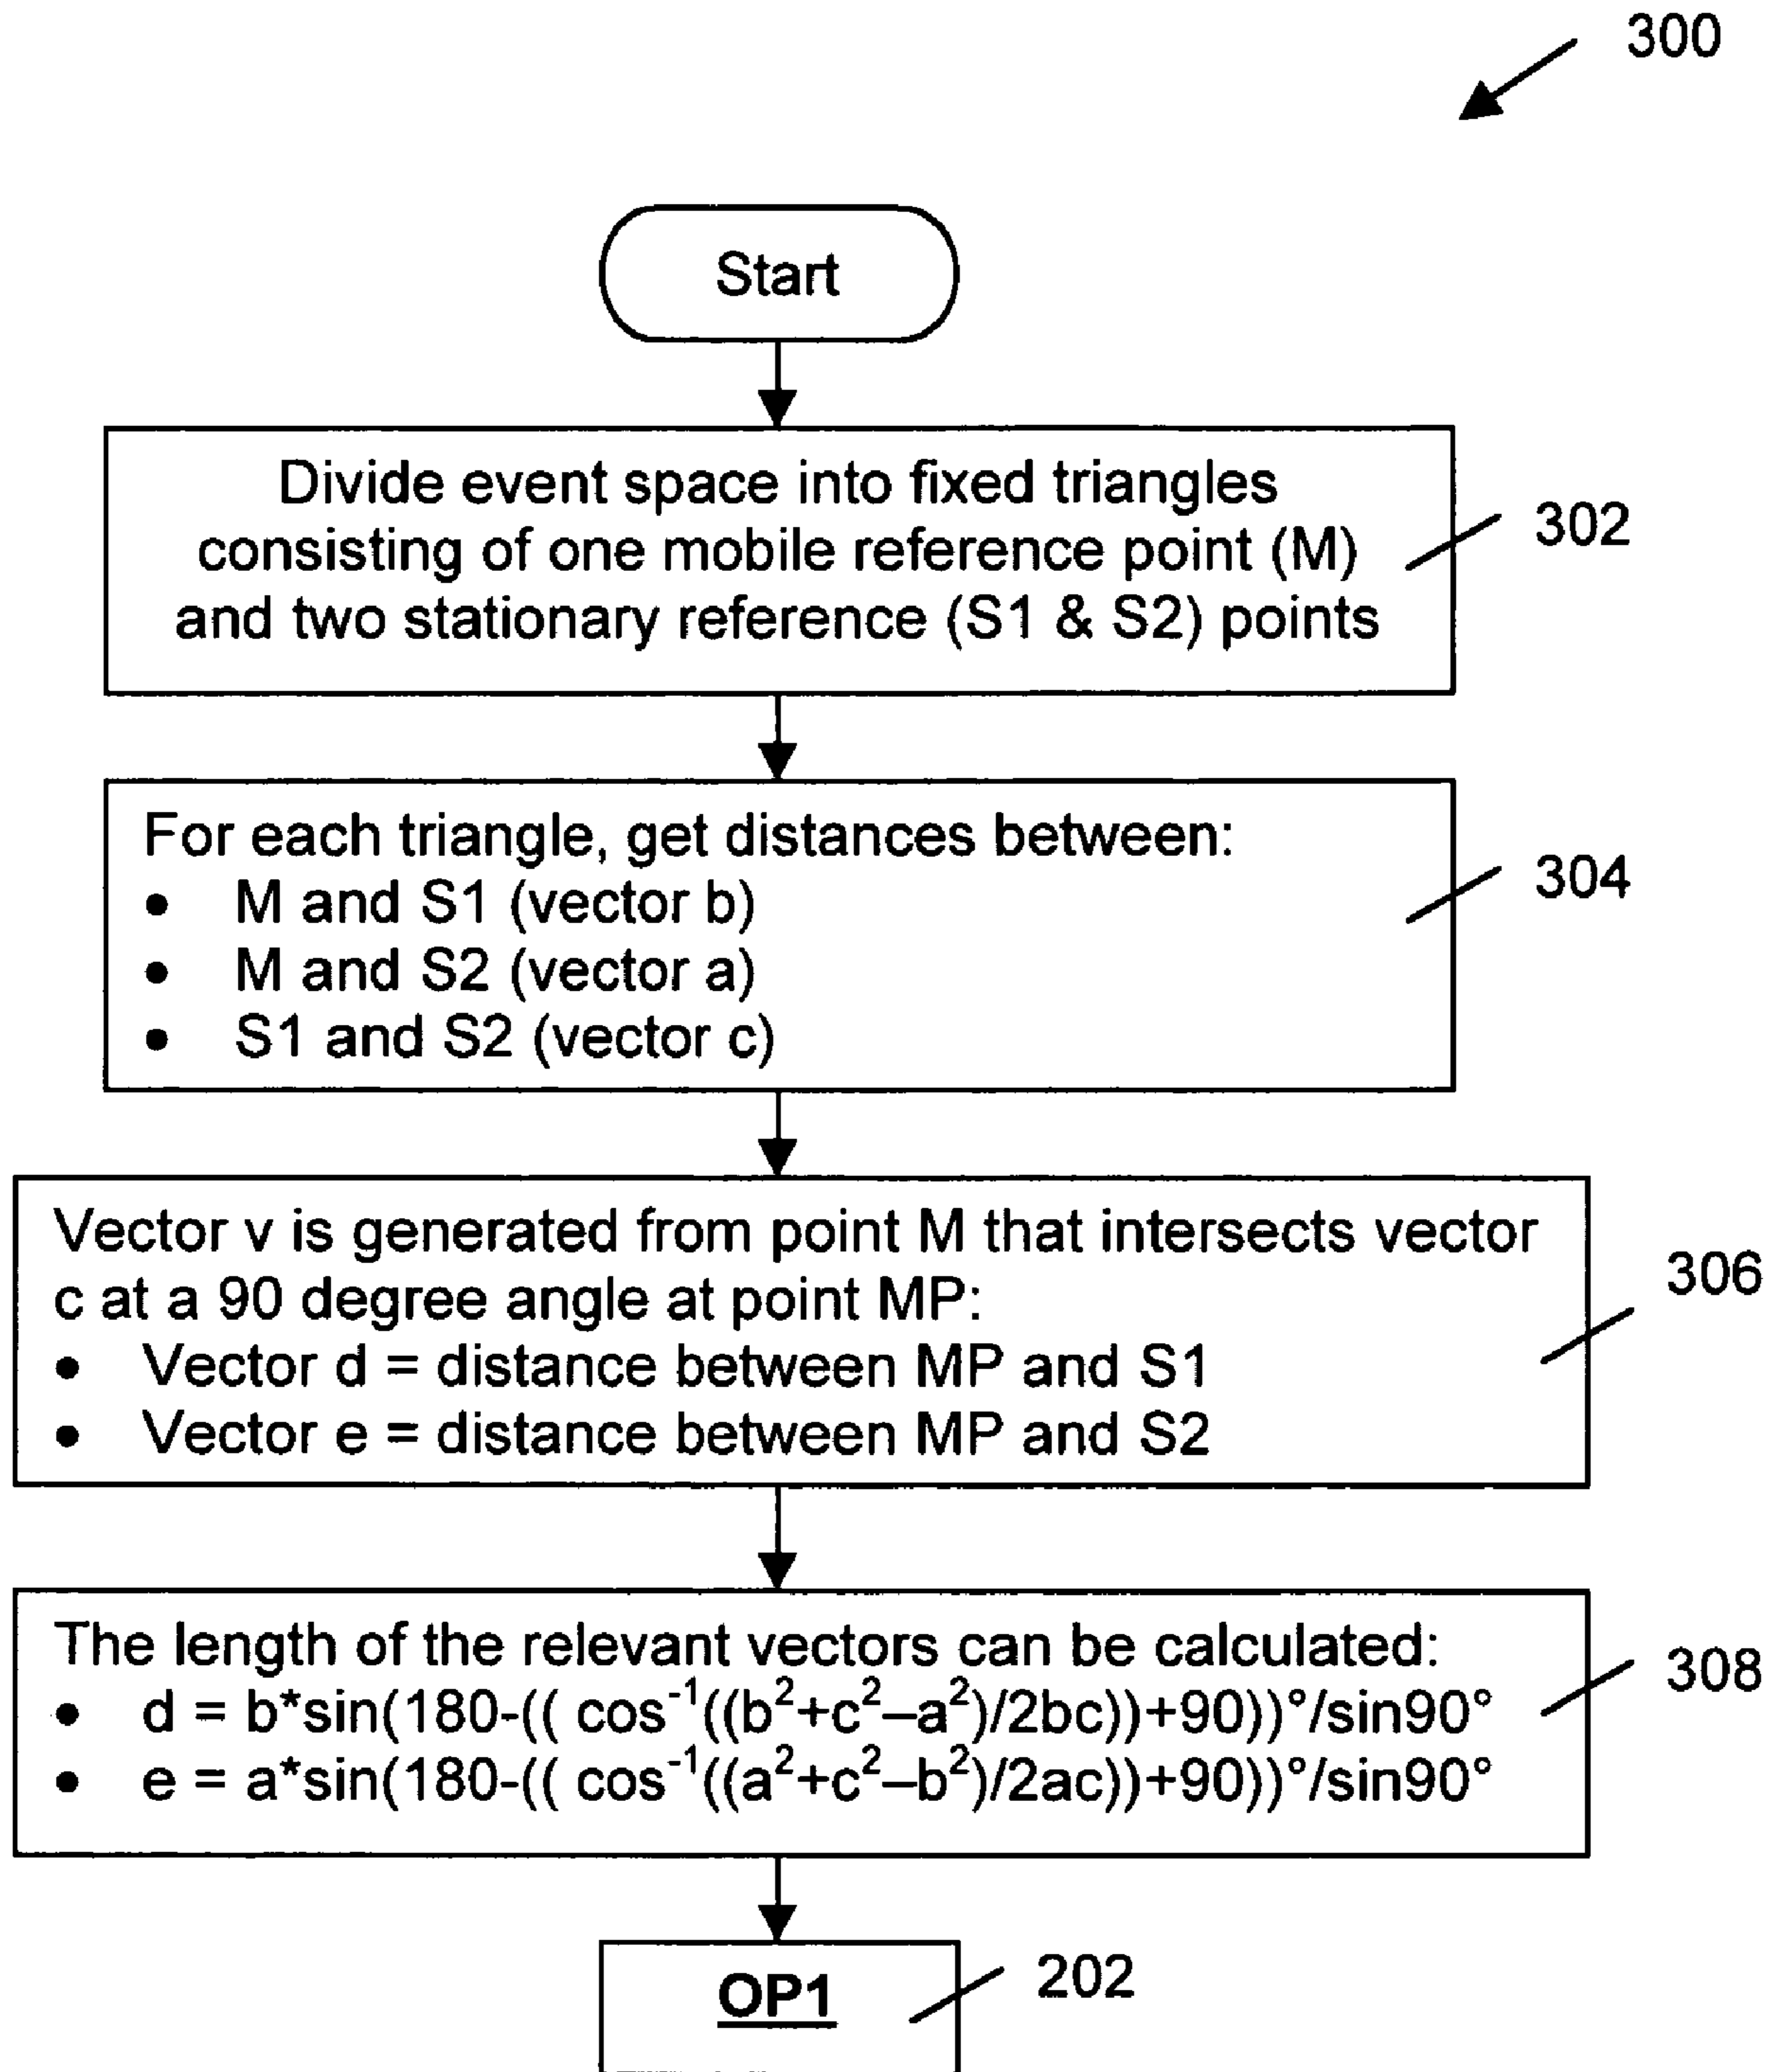 300
Start
Divide event space into fixed triangles
consisting of one mobile reference point (M)
and two stationary reference (S1 & S2) points
302
For each triangle, get distances between:
• M and S1 (vector b)
• M and S2 (vector a)
• S1 and S2 (vector c)
304
Vector v is generated from point M that intersects vector
c at a 90 degree angle at point MP:
• Vector d = distance between MP and S1
• Vector e = distance between MP and S2
306
The length of the relevant vectors can be calculated:
• d = b*sin(180-(( cos⁻¹((b²+c²–a²)/2bc))+90))°/sin90°
• e = a*sin(180-(( cos⁻¹((a²+c²–b²)/2ac))+90))°/sin90°
308
OP1
202